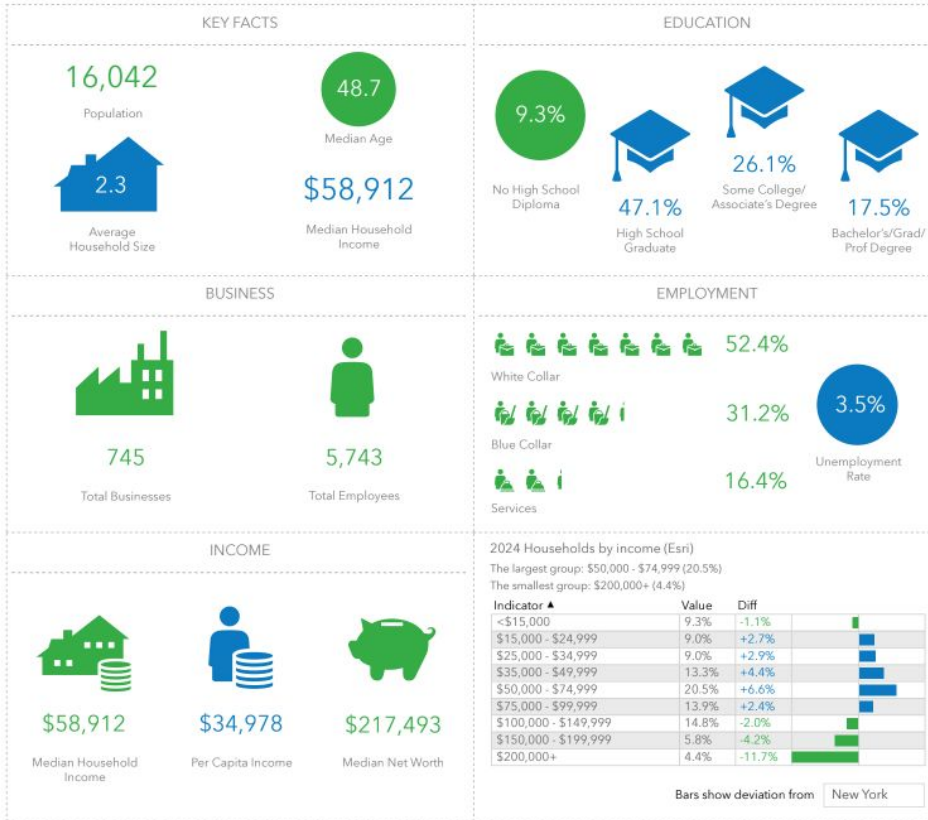 KEY FACTS
16,042
Population
48.7
Median Age
2.3
Average
Household Size
$58,912
Median Household
Income
EDUCATION
9.3%
No High School
Diploma
47.1%
High School
Graduate
26.1%
Some College/
Associate's Degree
17.5%
Bachelor's/Grad/
Prof Degree
BUSINESS
745
Total Businesses
5,743
Total Employees
EMPLOYMENT
52.4%
White Collar
31.2%
Blue Collar
16.4%
Services
3.5%
Unemployment
Rate
INCOME
$58,912
Median Household
Income
$34,978
Per Capita Income
$217,493
Median Net Worth
2024 Households by income (Esri)
The largest group: $50,000 - $74,999 (20.5%)
The smallest group: $200,000+ (4.4%)
Indicator ▲ Value Diff
<$15,000 9.3% -1.1%
$15,000 - $24,999 9.0% +2.7%
$25,000 - $34,999 9.0% +2.9%
$35,000 - $49,999 13.3% +4.4%
$50,000 - $74,999 20.5% +6.6%
$75,000 - $99,999 13.9% +2.4%
$100,000 - $149,999 14.8% -2.0%
$150,000 - $199,999 5.8% -4.2%
$200,000+ 4.4% -11.7%
Bars show deviation from New York